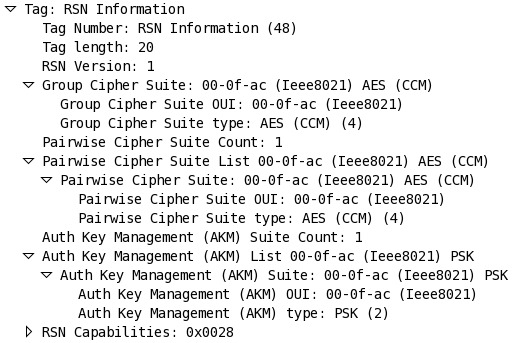 Tag: RSN Information
Tag Number: RSN Information (48)
Tag length: 20
RSN Version: 1
Group Cipher Suite: 00-0f-ac (Ieee8021) AES (CCM)
Group Cipher Suite OUI: 00-0f-ac (Ieee8021)
Group Cipher Suite type: AES (CCM) (4)
Pairwise Cipher Suite Count: 1
Pairwise Cipher Suite List 00-0f-ac (Ieee8021) AES (CCM)
Pairwise Cipher Suite: 00-0f-ac (Ieee8021) AES (CCM)
Pairwise Cipher Suite OUI: 00-0f-ac (Ieee8021)
Pairwise Cipher Suite type: AES (CCM) (4)
Auth Key Management (AKM) Suite Count: 1
Auth Key Management (AKM) List 00-0f-ac (Ieee8021) PSK
Auth Key Management (AKM) Suite: 00-0f-ac (Ieee8021) PSK
Auth Key Management (AKM) OUI: 00-0f-ac (Ieee8021)
Auth Key Management (AKM) type: PSK (2)
RSN Capabilities: 0x0028